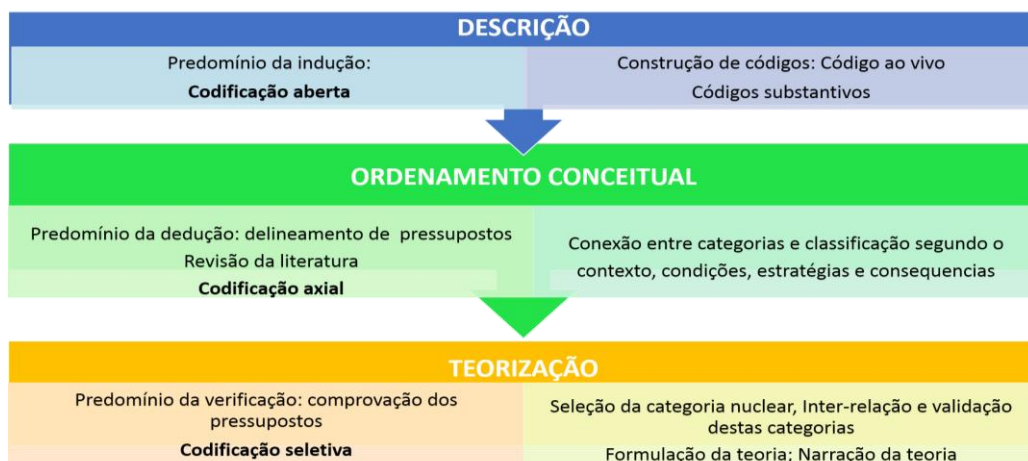 DESCRIÇÃO
Predomínio da indução:
Codificação aberta
Construção de códigos: Código ao vivo
Códigos substantivos
ORDENAMENTO CONCEITUAL
Predomínio da dedução: delineamento de pressupostos
Revisão da literatura
Codificação axial
Conexão entre categorias e classificação segundo o
contexto, condições, estratégias e consequencias
TEORIZAÇÃO
Predomínio da verificação: comprovação dos
pressupostos
Codificação seletiva
Seleção da categoria nuclear, Inter-relação e validação
destas categorias
Formulação da teoria; Narração da teoria